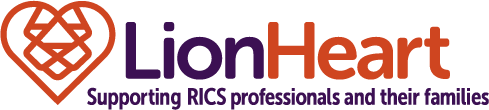 LionHeart
Supporting RICS professionals and their families